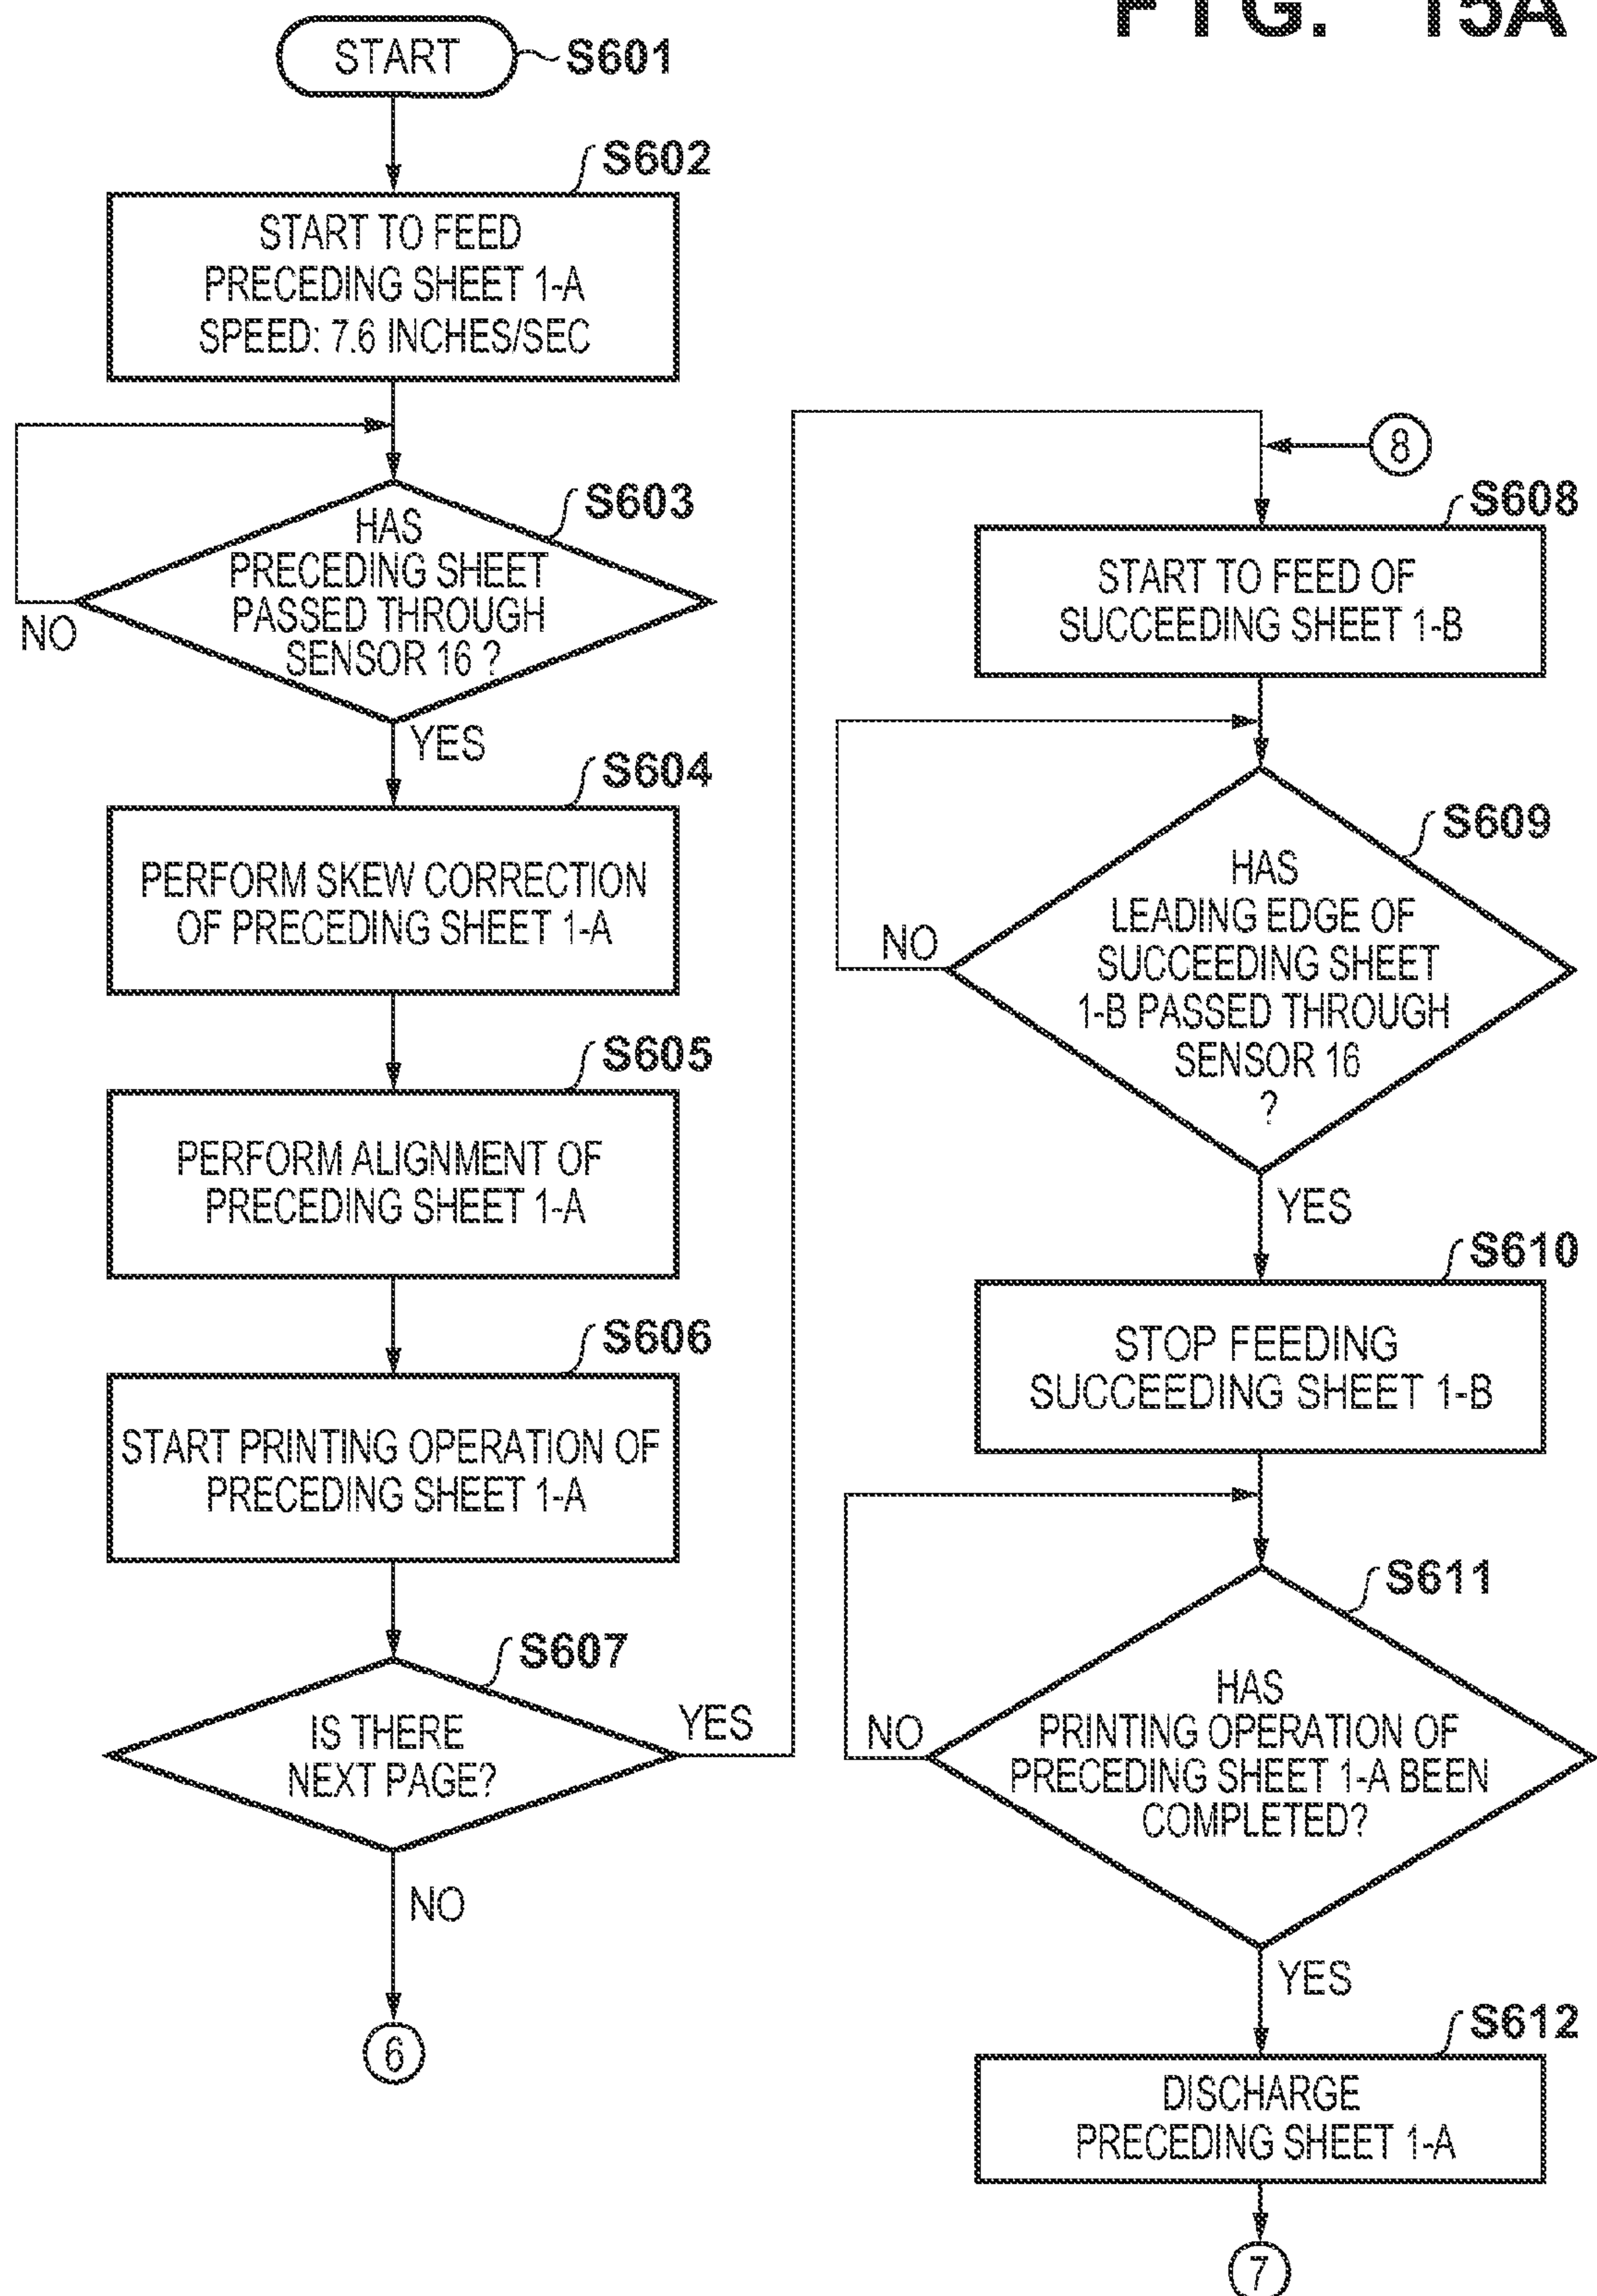 FIG. 15A
START
S601
S602
START TO FEED
PRECEDING SHEET 1-A
SPEED: 7.6 INCHES/SEC
S603
HAS
PRECEDING SHEET
PASSED THROUGH
SENSOR 16 ?
NO
YES
S604
PERFORM SKEW CORRECTION
OF PRECEDING SHEET 1-A
S605
PERFORM ALIGNMENT OF
PRECEDING SHEET 1-A
S606
START PRINTING OPERATION OF
PRECEDING SHEET 1-A
S607
IS THERE
NEXT PAGE?
YES
NO
6
8
S608
START TO FEED OF
SUCCEEDING SHEET 1-B
S609
HAS
LEADING EDGE OF
SUCCEEDING SHEET
1-B PASSED THROUGH
SENSOR 16
?
NO
YES
S610
STOP FEEDING
SUCCEEDING SHEET 1-B
S611
HAS
PRINTING OPERATION OF
PRECEDING SHEET 1-A BEEN
COMPLETED?
NO
YES
S612
DISCHARGE
PRECEDING SHEET 1-A
7